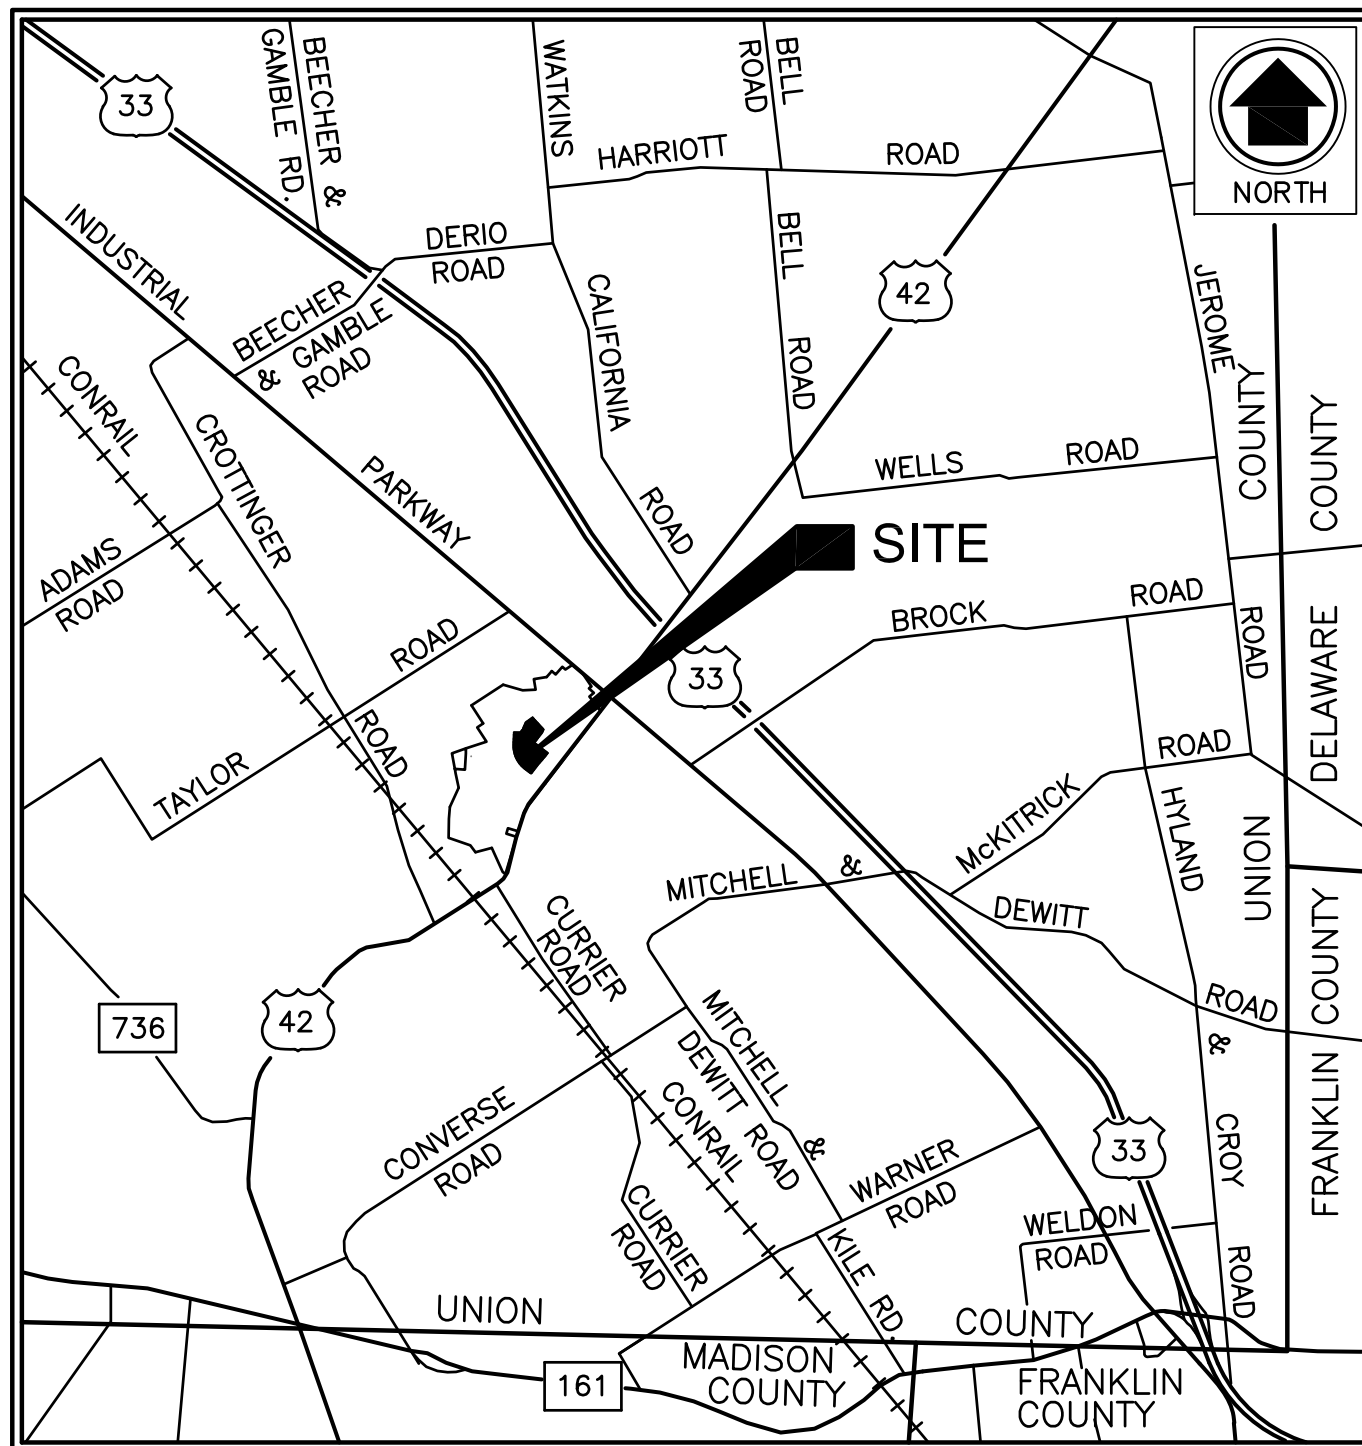 33
BEECHER &
GAMBLE RD.
WATKINS
BELL
ROAD
NORTH
HARRIOTT
ROAD
INDUSTRIAL
DERIO
ROAD
BELL
42
JEROME
BEECHER
& GAMBLE
ROAD
CALIFORNIA
ROAD
COUNTY
COUNTY
CONRAIL
CROTTINGER
PARKWAY
WELLS
ROAD
ROAD
SITE
ADAMS
ROAD
BROCK
ROAD
ROAD
ROAD
33
DELAWARE
ROAD
TAYLOR
ROAD
McKITRICK
HYLAND
UNION
MITCHELL
&
DEWITT
CURRIER
ROAD
ROAD
FRANKLIN COUNTY
736
42
MITCHELL
&
DEWITT ROAD
&
CONRAIL
CONVERSE
ROAD
WARNER
ROAD
33
CROY
CURRIER
ROAD
KILE RD.
WELDON
ROAD
ROAD
UNION
COUNTY
MADISON
COUNTY
161
FRANKLIN
COUNTY